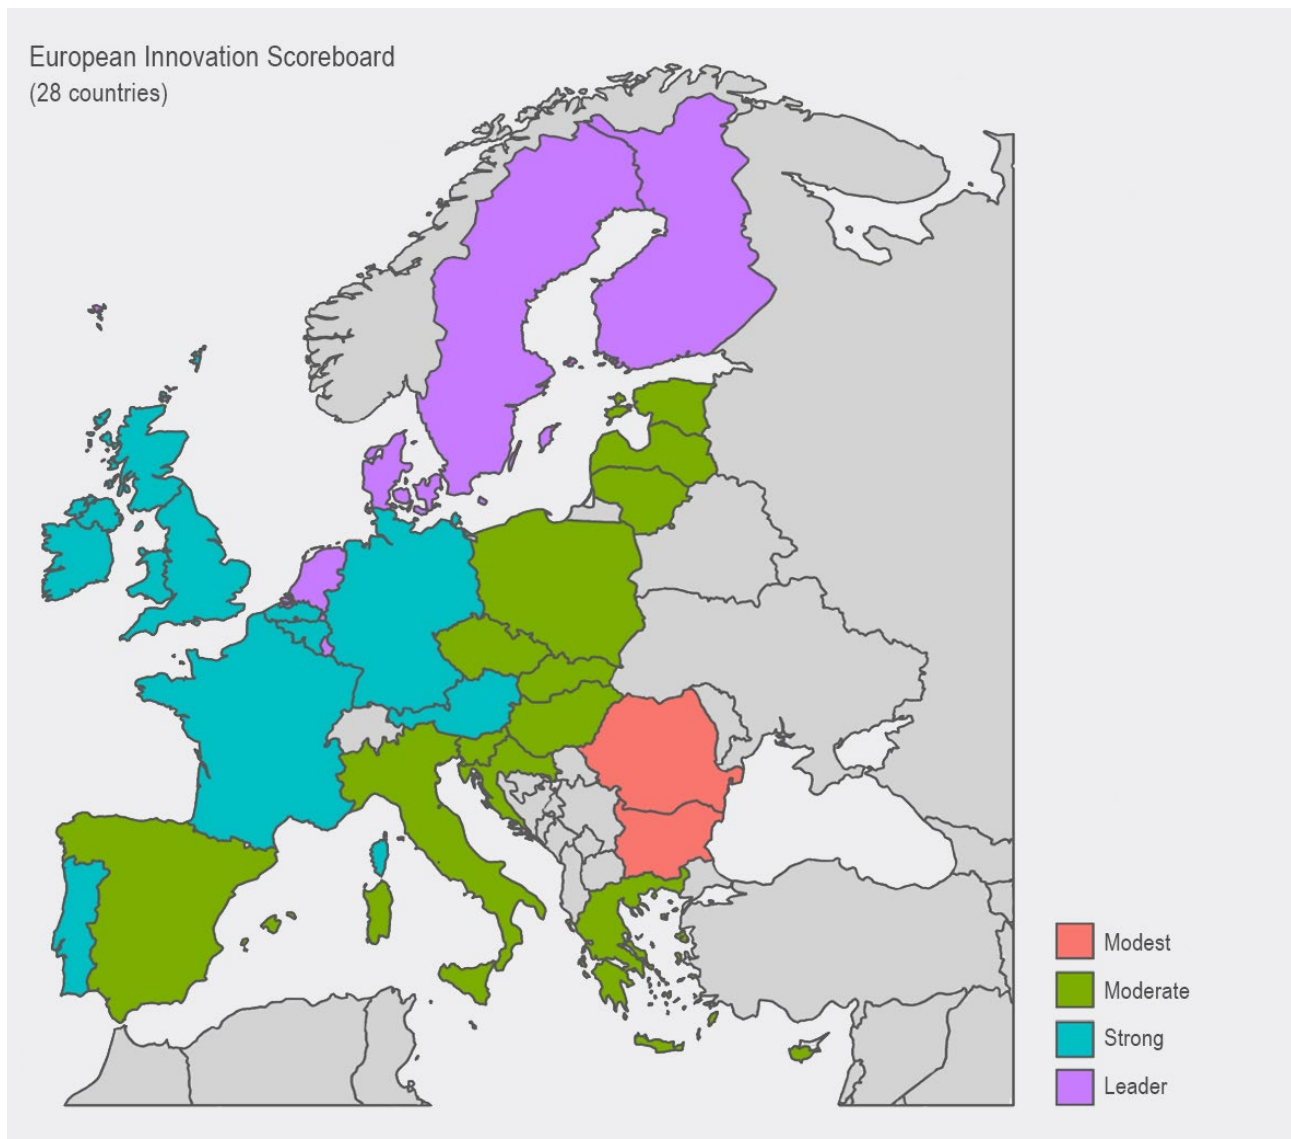 European Innovation Scoreboard
(28 countries)
Modest
Moderate
Strong
Leader